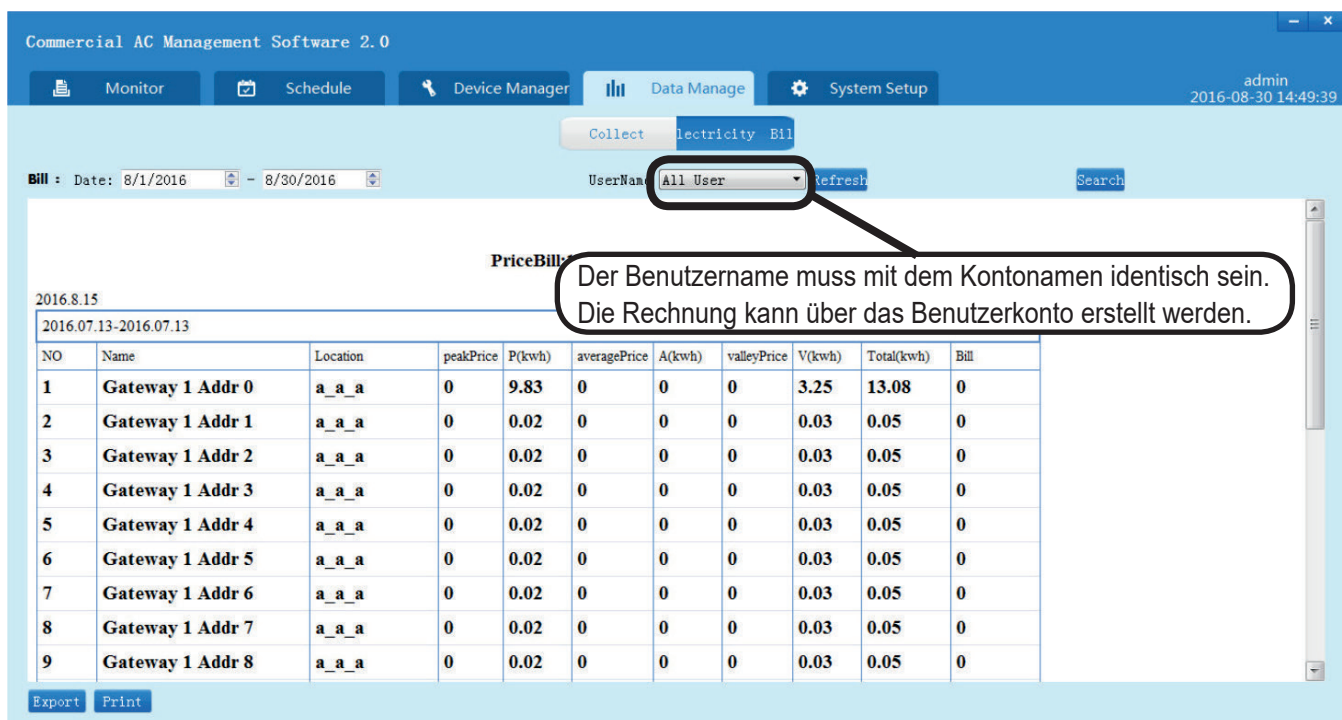 Commercial AC Management Software 2.0
Monitor Schedule Device Manager Data Manage System Setup
admin
2016-08-30 14:49:39
Collect lectricity Bil
Bill : Date: 8/1/2016 - 8/30/2016 UserName All User Refresh Search
PriceBill:
Der Benutzername muss mit dem Kontonamen identisch sein.
Die Rechnung kann über das Benutzerkonto erstellt werden.
2016.8.15
2016.07.13-2016.07.13
NO Name Location peakPrice P(kwh) averagePrice A(kwh) valleyPrice V(kwh) Total(kwh) Bill
1 Gateway 1 Addr 0 a_a_a 0 9.83 0 0 0 3.25 13.08 0
2 Gateway 1 Addr 1 a_a_a 0 0.02 0 0 0 0.03 0.05 0
3 Gateway 1 Addr 2 a_a_a 0 0.02 0 0 0 0.03 0.05 0
4 Gateway 1 Addr 3 a_a_a 0 0.02 0 0 0 0.03 0.05 0
5 Gateway 1 Addr 4 a_a_a 0 0.02 0 0 0 0.03 0.05 0
6 Gateway 1 Addr 5 a_a_a 0 0.02 0 0 0 0.03 0.05 0
7 Gateway 1 Addr 6 a_a_a 0 0.02 0 0 0 0.03 0.05 0
8 Gateway 1 Addr 7 a_a_a 0 0.02 0 0 0 0.03 0.05 0
9 Gateway 1 Addr 8 a_a_a 0 0.02 0 0 0 0.03 0.05 0
Export Print